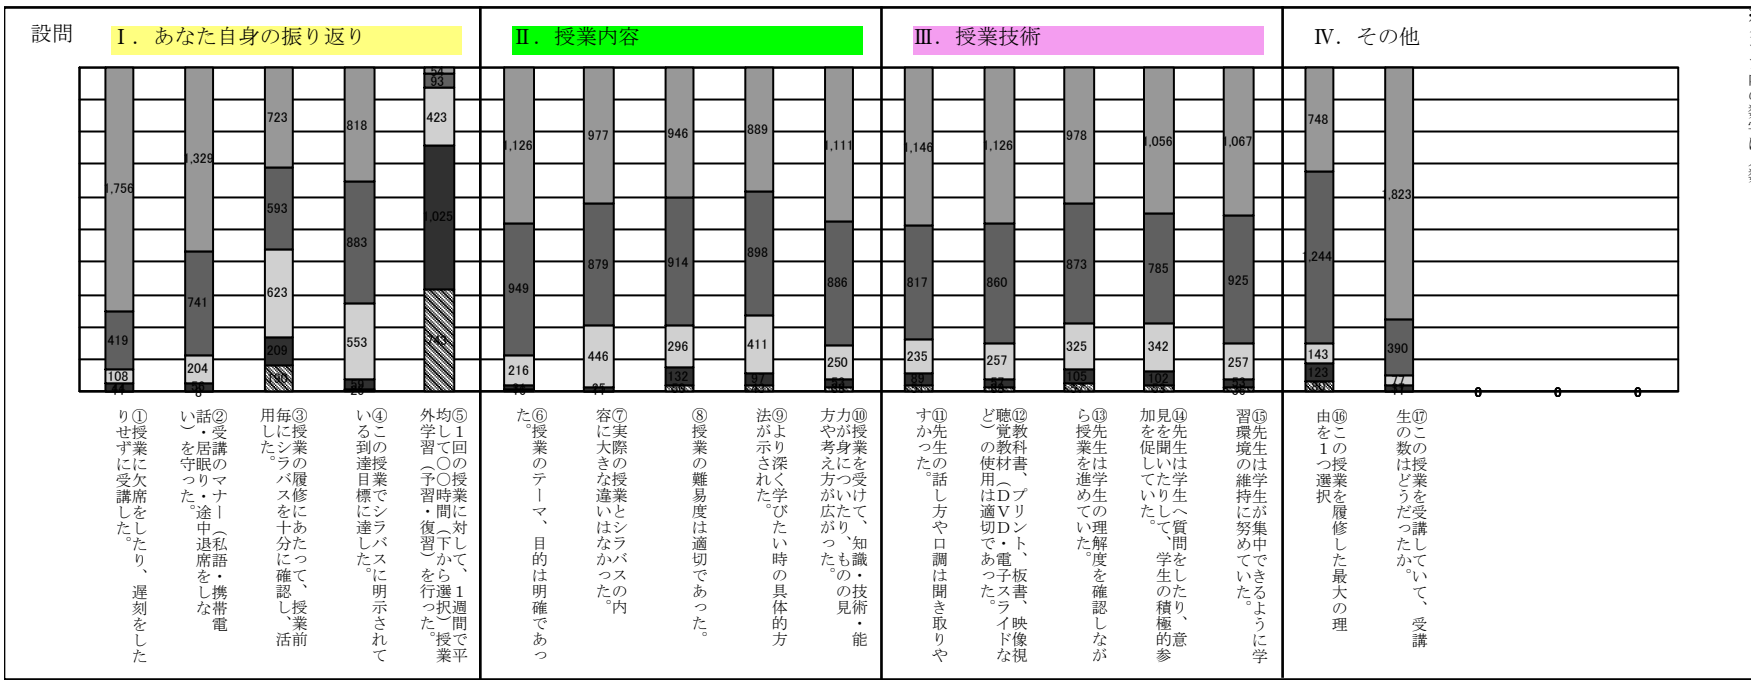 設問
Ⅰ．あなた自身の振り返り
Ⅱ．授業内容
Ⅲ．授業技術
Ⅳ．その他
1,756
419
108
1,329
741
204
723
593
623
209
190
818
883
553
59
54
93
423
1,025
743
1,126
949
216
977
879
446
946
914
296
132
889
898
411
97
1,111
886
250
53
1,146
817
235
89
1,126
860
257
57
978
873
325
105
1,056
785
342
102
1,067
925
257
53
748
1,244
143
123
1,823
390
77
0
0
0
①授業に欠席をしたり、遅刻をした
りせずに受講した。
②受講のマナー（私語・携帯電
話・居眠り・途中退席をしな
い）を守った。
③授業の履修にあたって、授業前
毎にシラバスを十分に確認し、活
用した。
④この授業でシラバスに明示されて
いる到達目標に達した。
⑤１回の授業に対して、１週間で平
均して〇〇時間（下から選択）授業
外学習（予習・復習）を行った。
⑥授業のテーマ、目的は明確であっ
た。
⑦実際の授業とシラバスの内
容に大きな違いはなかった。
⑧授業の難易度は適切であった。
⑨より深く学びたい時の具体的方
法が示された。
⑩授業を受けて、知識・技術・能
力が身についたり、ものの見
方や考え方が広がった。
⑪先生の話し方や口調は聞き取りや
すかった。
⑫教科書、プリント、板書、映像視
聴覚教材（ＤＶＤ・電子スライドな
ど）の使用は適切であった。
⑬先生は学生の理解度を確認しなが
ら授業を進めていた。
⑭先生は学生へ質問をしたり、意
見を聞いたりして、学生の積極的参
加を促していた。
⑮先生は学生が集中できるように学
習環境の維持に努めていた。
⑯この授業を履修した最大の理
由を１つ選択
⑰この授業を受講していて、受講
生の数はどうだったか。